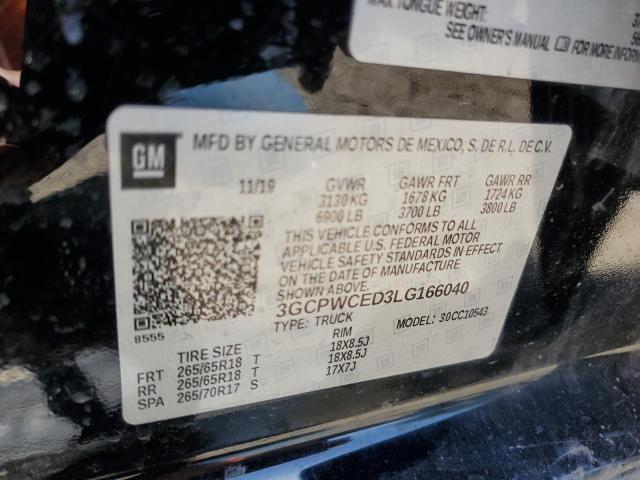 MAX. TONGUE WEIGHT:
SEE OWNER'S MANUAL FOR MORE INFORM
GM
MFD BY GENERAL MOTORS DE MEXICO, S. DE R.L. DE C.V.
11/19 GVWR GAWR FRT GAWR RR
3130 KG 1678 KG 1724 KG
6900 LB 3700 LB 3800 LB
THIS VEHICLE CONFORMS TO ALL
APPLICABLE U.S. FEDERAL MOTOR
VEHICLE SAFETY STANDARDS IN EFFECT
ON THE DATE OF MANUFACTURE
SHOWN ABOVE.
3GCPWCED3LG166040
8555 TYPE: TRUCK MODEL: 30CC10543
TIRE SIZE RIM
FRT 265/65R18 T 18X8.5J
RR 265/65R18 T 18X8.5J
SPA 265/70R17 S 17X7J